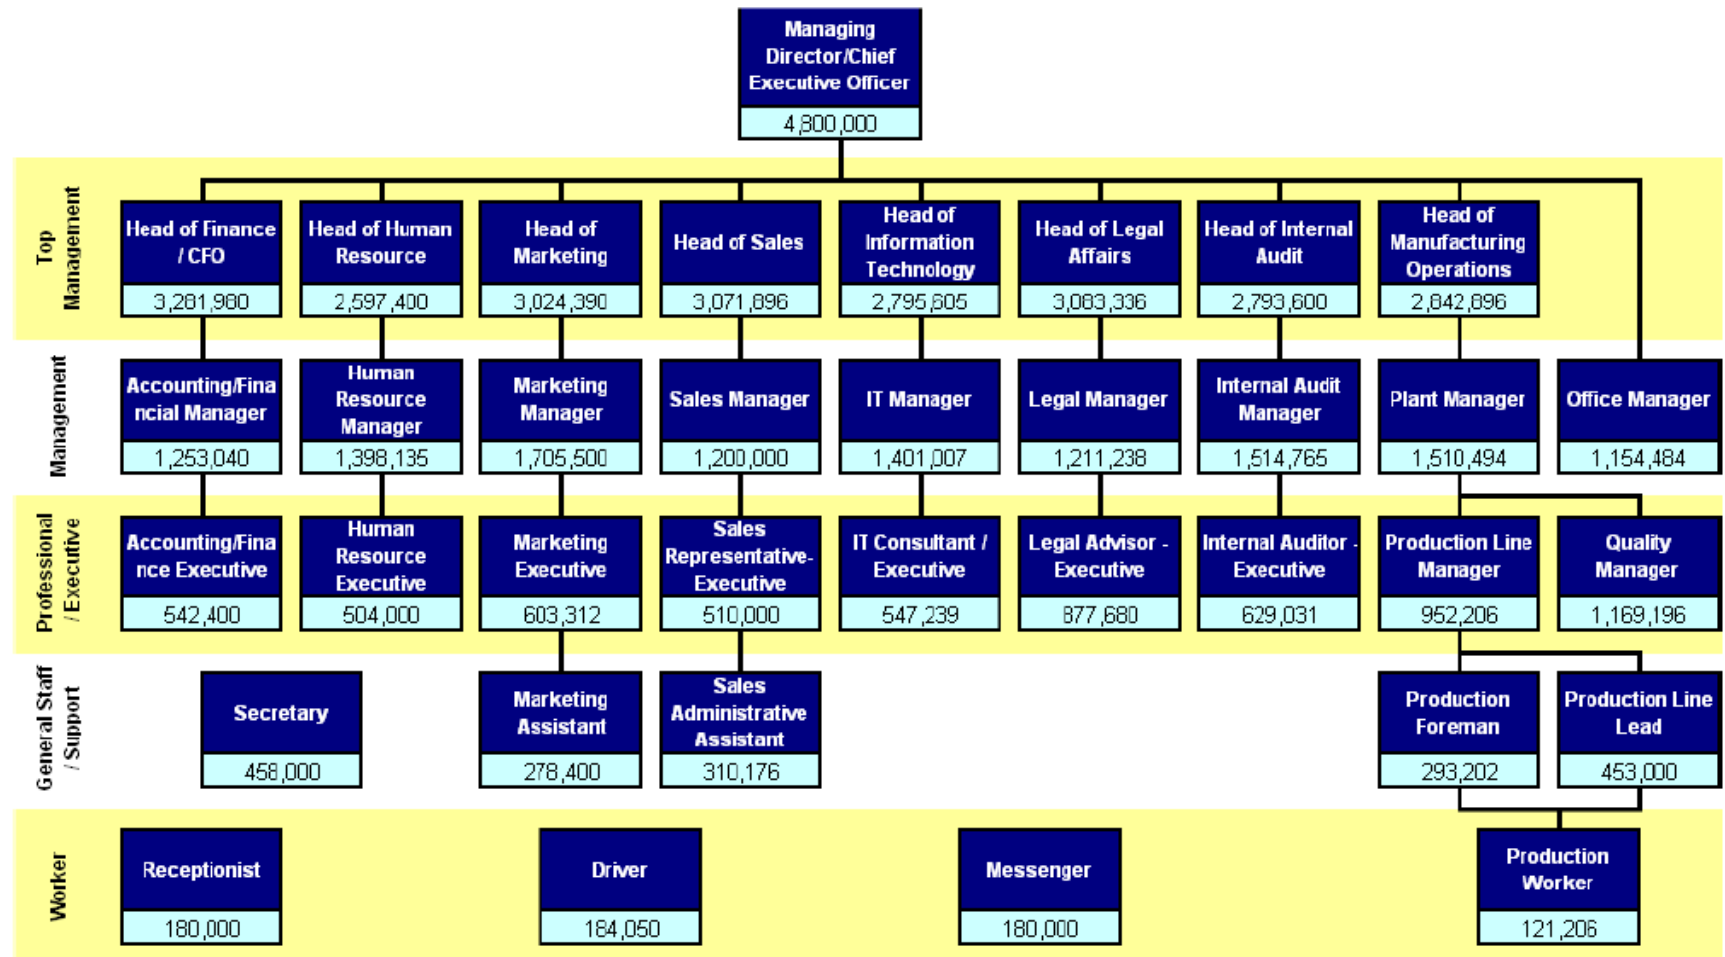 Managing
Director/Chief
Executive Officer
4,800,000
Top
Management
Head of Finance
/ CFO
3,281,980
Head of Human
Resource
2,597,400
Head of
Marketing
3,024,390
Head of Sales
3,071,896
Head of
Information
Technology
2,795,605
Head of Legal
Affairs
3,083,336
Head of Internal
Audit
2,793,600
Head of
Manufacturing
Operations
2,842,896
Management
Accounting/Fina
ncial Manager
1,253,040
Human
Resource
Manager
1,398,135
Marketing
Manager
1,705,500
Sales Manager
1,200,000
IT Manager
1,401,007
Legal Manager
1,211,238
Internal Audit
Manager
1,514,765
Plant Manager
1,510,494
Office Manager
1,154,484
Professional
/ Executive
Accounting/Fina
nce Executive
542,400
Human
Resource
Executive
504,000
Marketing
Executive
603,312
Sales
Representative-
Executive
510,000
IT Consultant /
Executive
547,239
Legal Advisor -
Executive
877,680
Internal Auditor -
Executive
629,031
Production Line
Manager
952,206
Quality
Manager
1,169,196
General Staff
/ Support
Secretary
458,000
Marketing
Assistant
278,400
Sales
Administrative
Assistant
310,176
Production
Foreman
293,202
Production Line
Lead
453,000
Worker
Receptionist
180,000
Driver
184,050
Messenger
180,000
Production
Worker
121,206